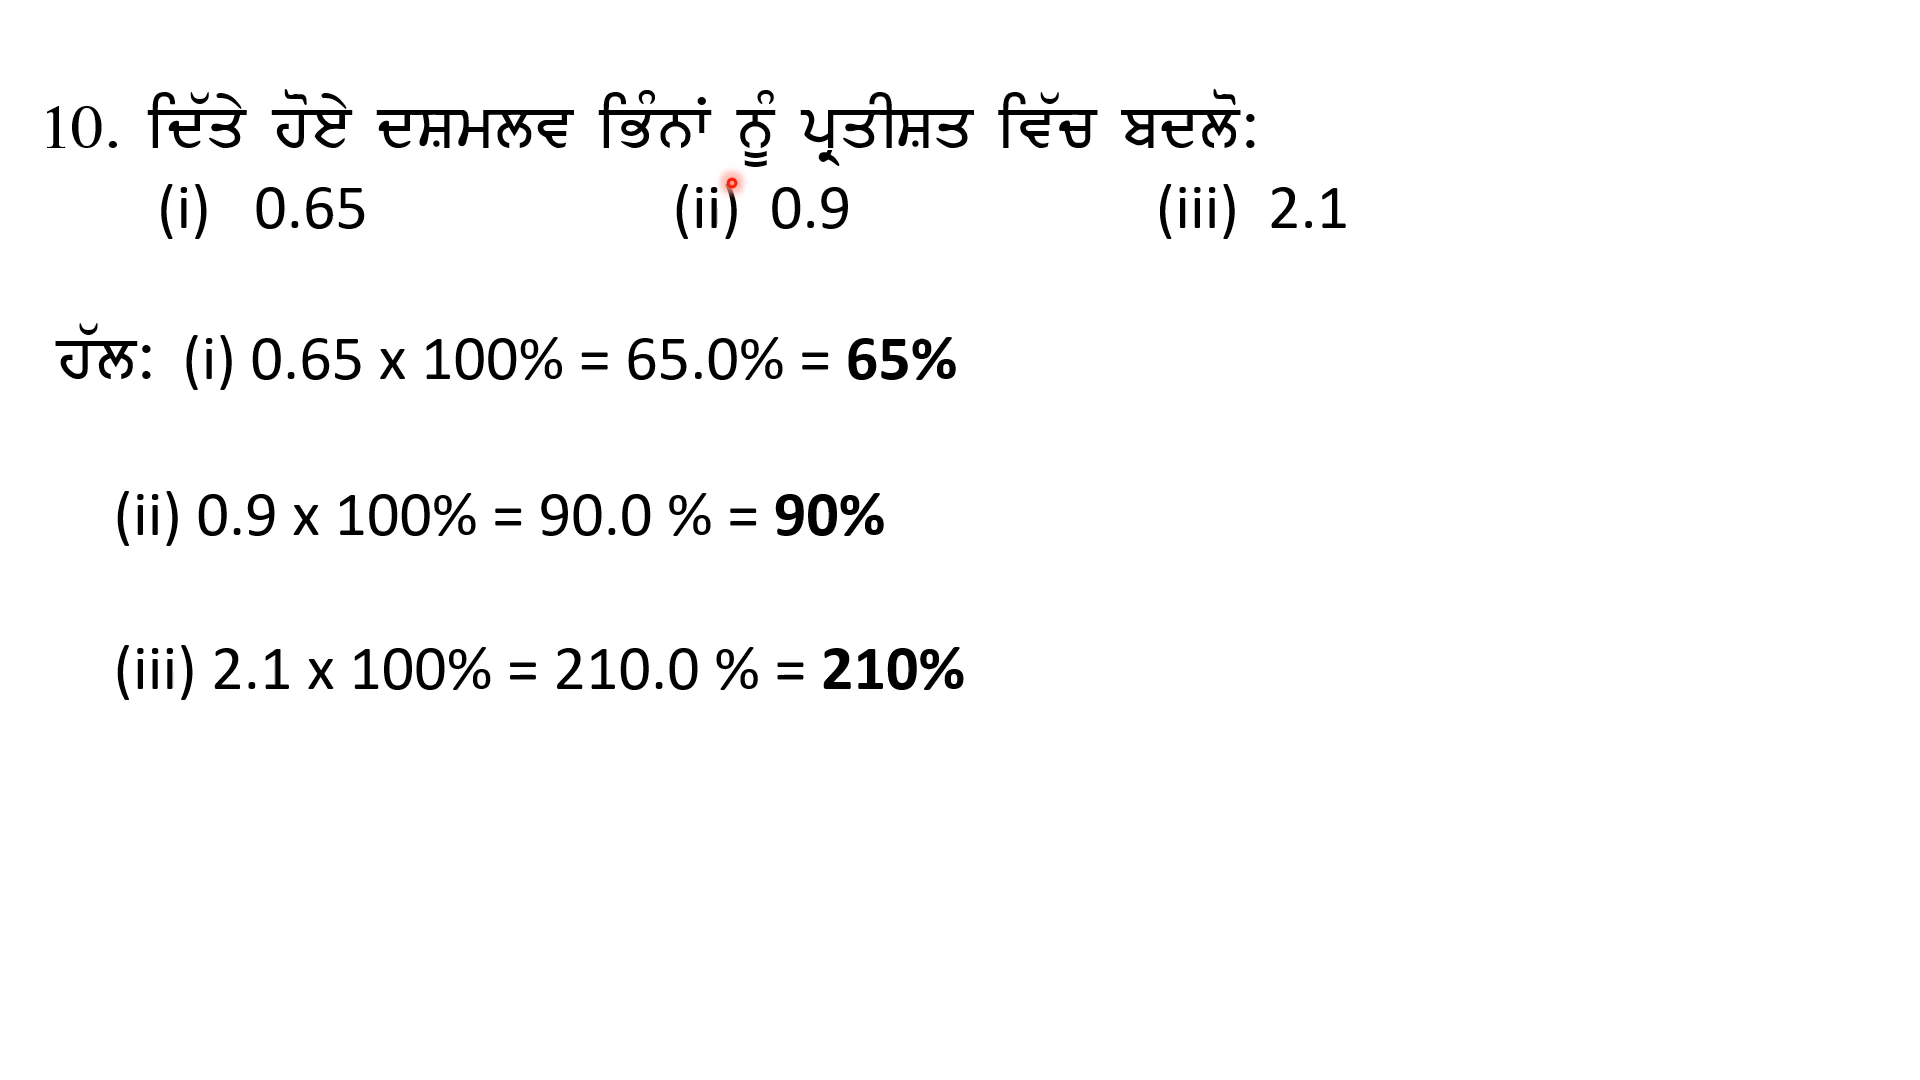 10. ਦਿੱਤੇ ਹੋਏ ਦਸ਼ਮਲਵ ਭਿੰਨਾਂ ਨੂੰ ਪ੍ਰਤੀਸ਼ਤ ਵਿੱਚ ਬਦਲੋ:
(i) 0.65 (ii) 0.9 (iii) 2.1
ਹੱਲ: (i) 0.65 x 100% = 65.0% = 65%
(ii) 0.9 x 100% = 90.0 % = 90%
(iii) 2.1 x 100% = 210.0 % = 210%